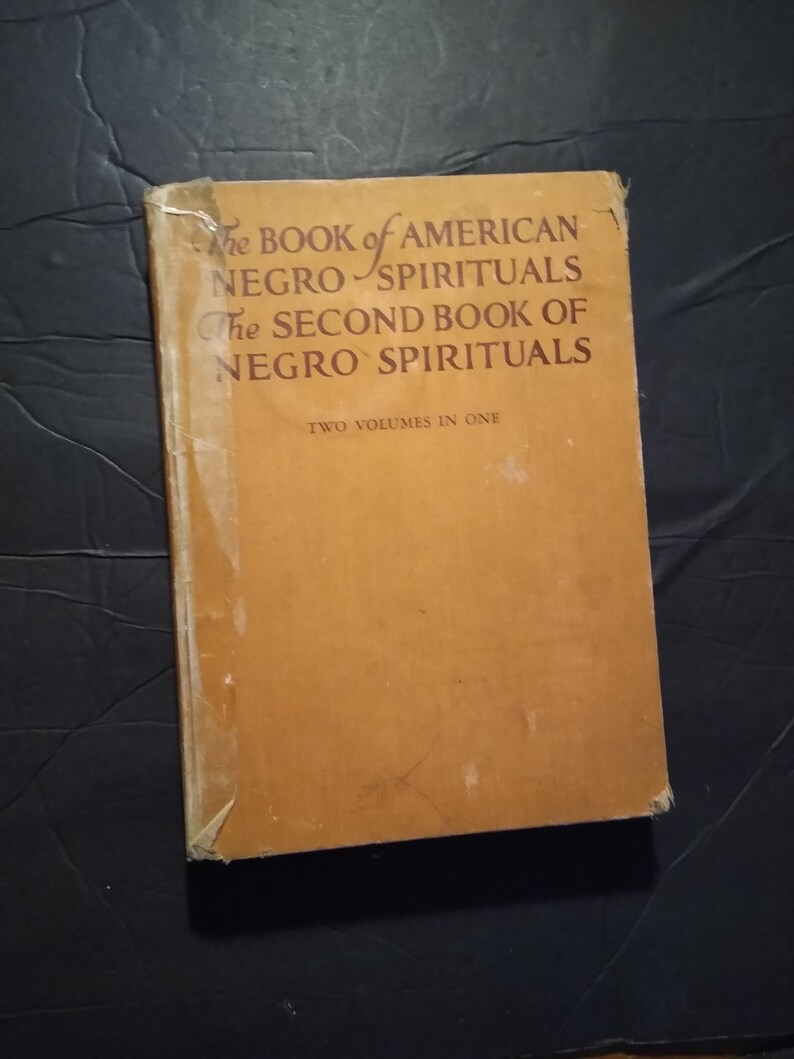 The BOOK of AMERICAN
NEGRO SPIRITUALS
The SECOND BOOK OF
NEGRO SPIRITUALS
TWO VOLUMES IN ONE